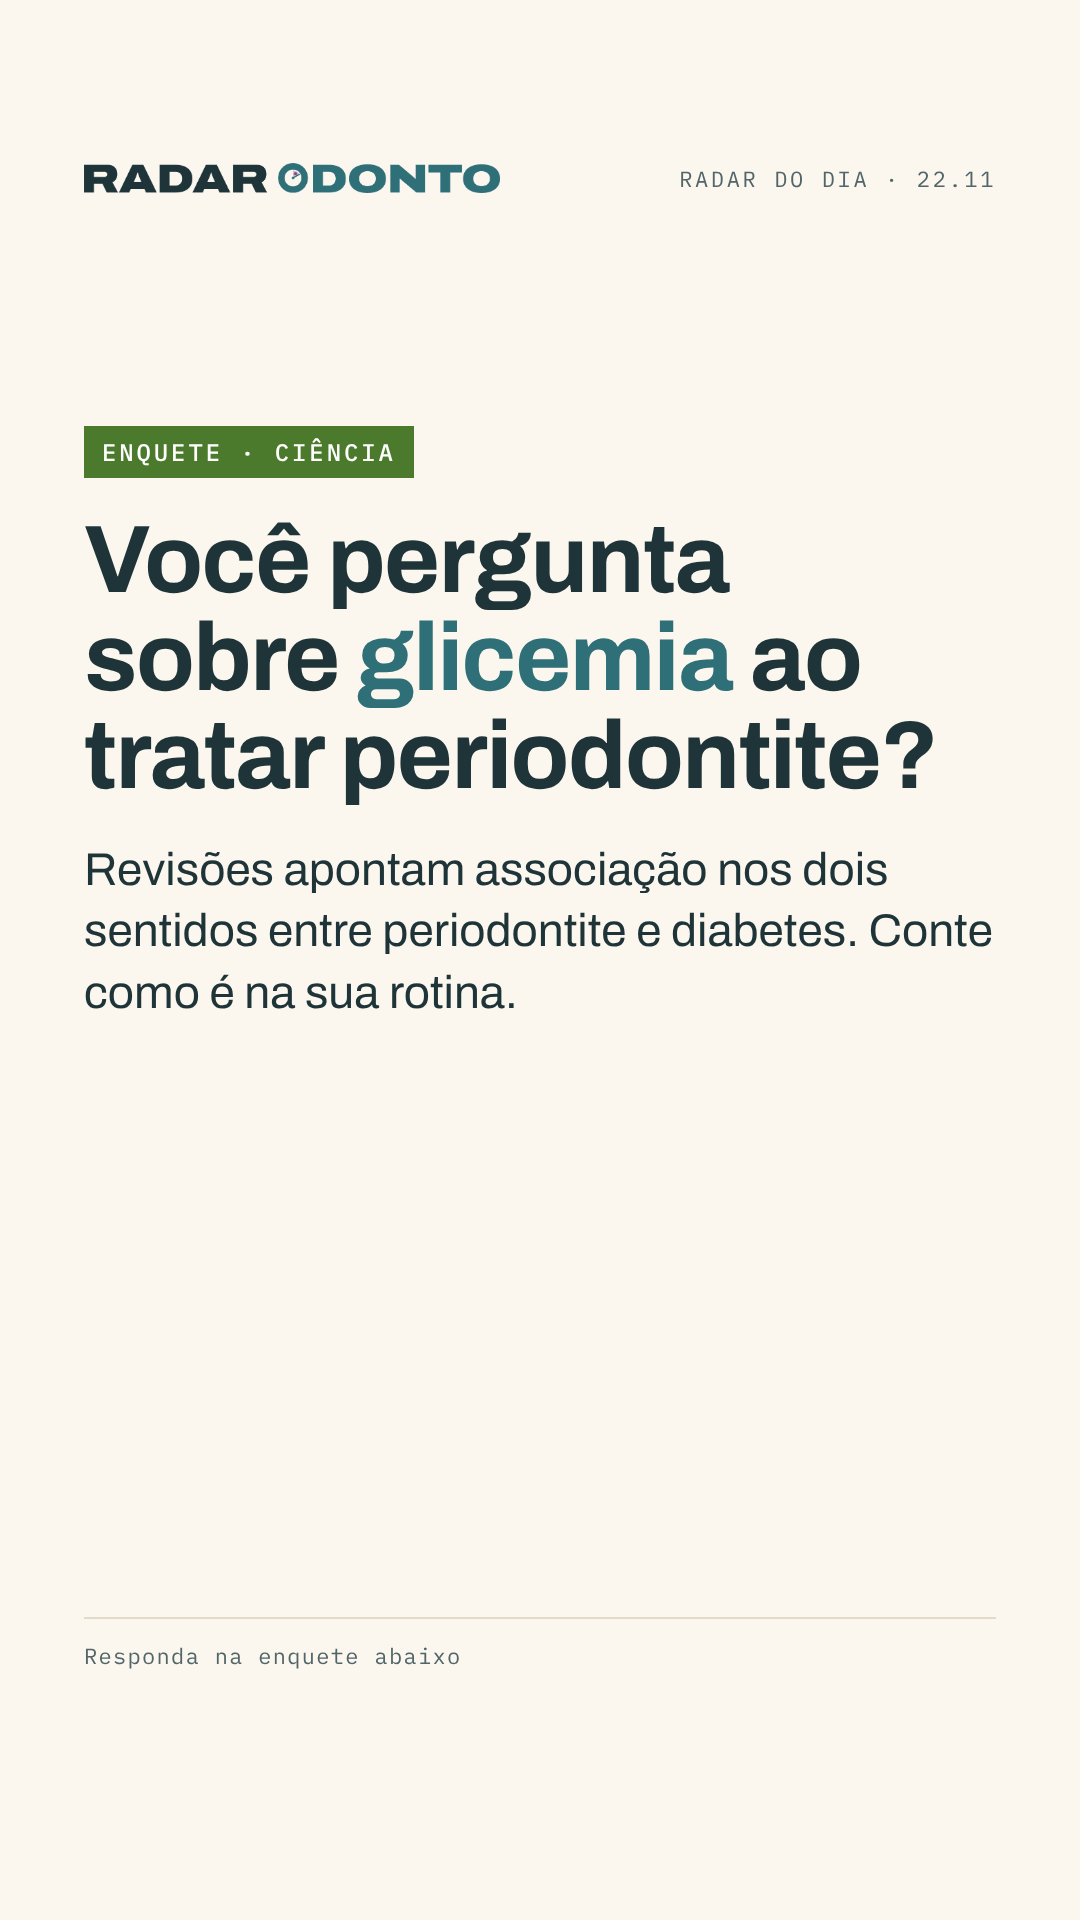 RADAR ODONTO
RADAR DO DIA · 22.11
ENQUETE · CIÊNCIA
Você pergunta
sobre glicemia ao
tratar periodontite?
Revisões apontam associação nos dois
sentidos entre periodontite e diabetes. Conte
como é na sua rotina.
Responda na enquete abaixo